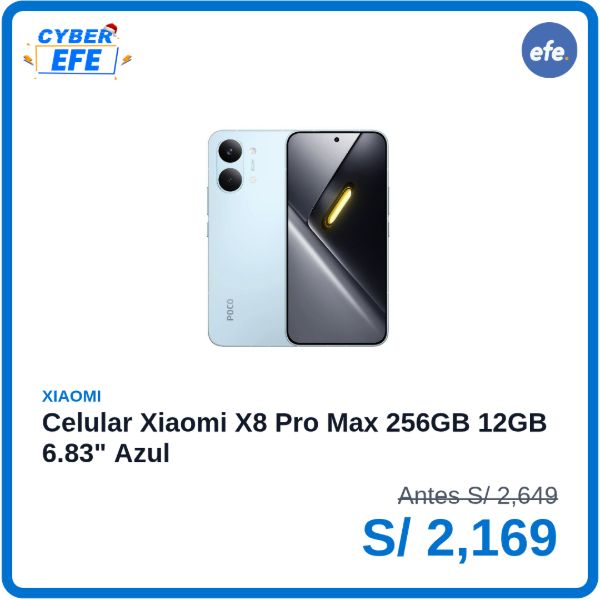 CYBER
EFE
efe.
POCO
XIAOMI
Celular Xiaomi X8 Pro Max 256GB 12GB
6.83" Azul
Antes S/ 2,649
S/ 2,169